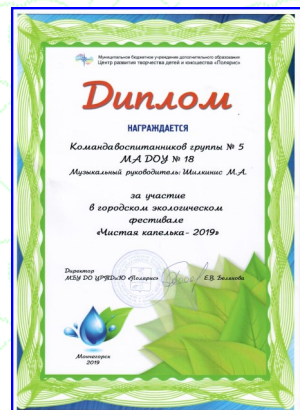 Муниципальное бюджетное учреждение дополнительного образования
Центр развития творчества детей и юношества «Полярис»
Диплом
НАГРАЖДАЕТСЯ
Командавоспитанников группы № 5
МА ДОУ № 18
Музыкальный руководитель: Шилкинис М.А.
за участие
в городском экологическом
фестивале
«Чистая капелька- 2019»
Директор
МБУ ДО ЦРТДиЮ «Полярис» Е.В. Белякова
Мончегорск
2019